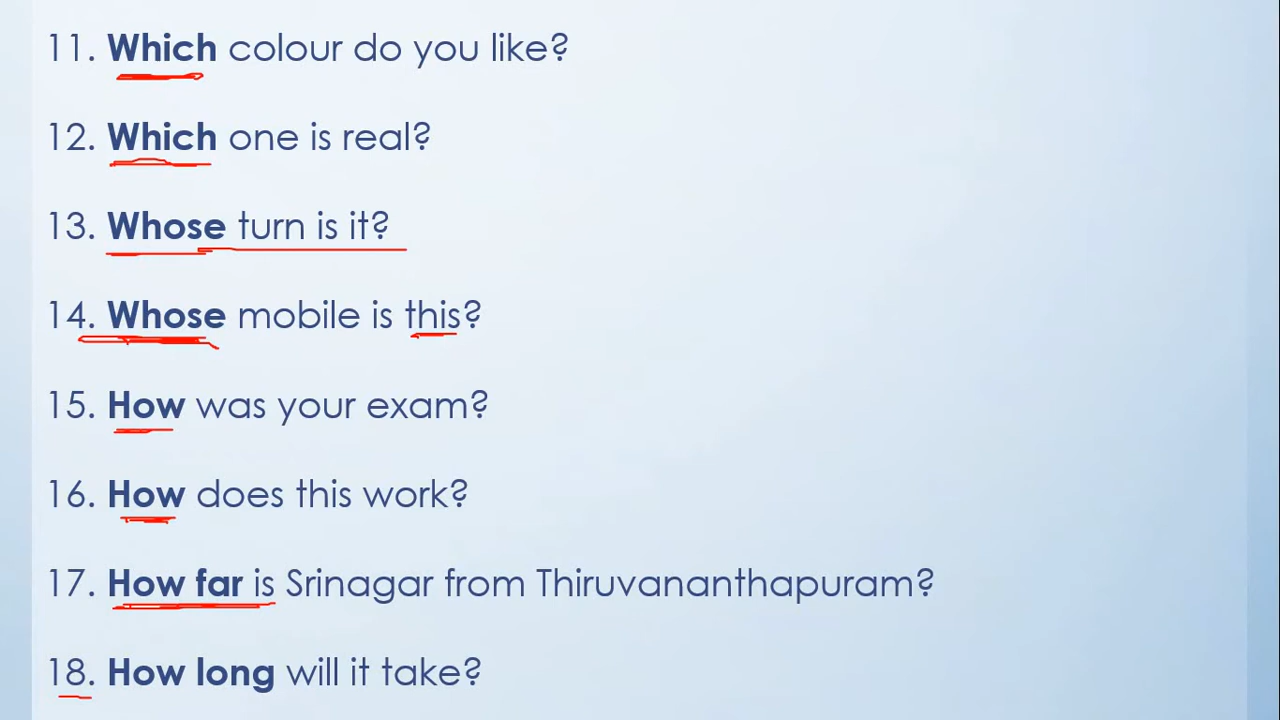 11. Which colour do you like?
12. Which one is real?
13. Whose turn is it?
14. Whose mobile is this?
15. How was your exam?
16. How does this work?
17. How far is Srinagar from Thiruvananthapuram?
18. How long will it take?